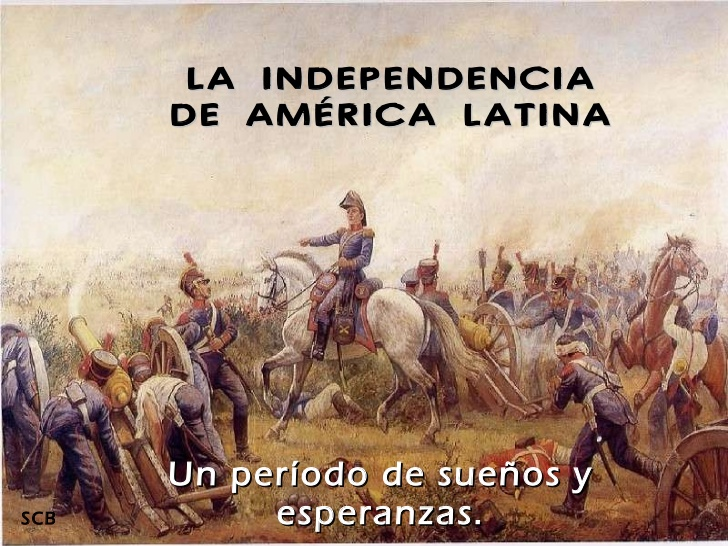 LA INDEPENDENCIA
DE AMÉRICA LATINA
Un período de sueños y
esperanzas.
SCB